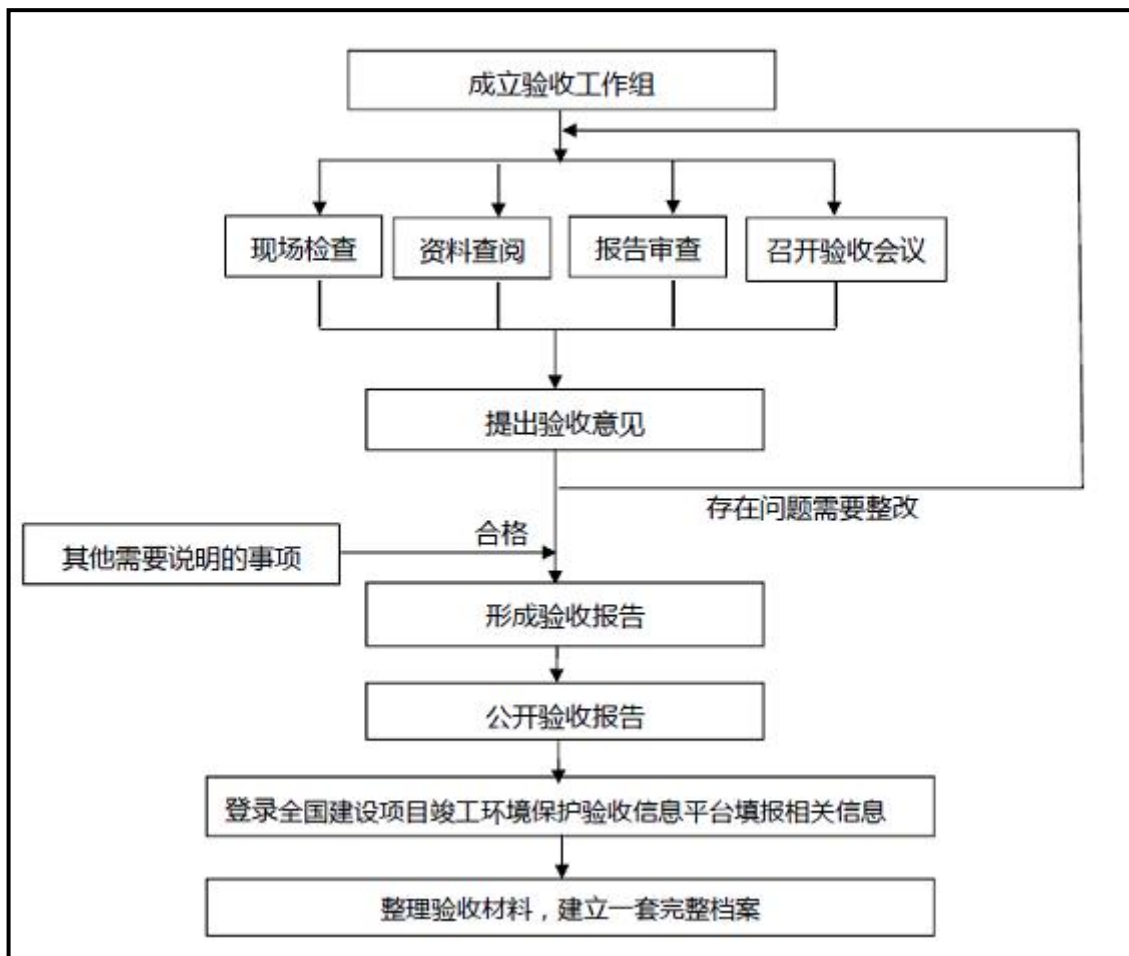 成立验收工作组
现场检查
资料查阅
报告审查
召开验收会议
提出验收意见
存在问题需要整改
合格
其他需要说明的事项
形成验收报告
公开验收报告
登录全国建设项目竣工环境保护验收信息平台填报相关信息
整理验收材料，建立一套完整档案